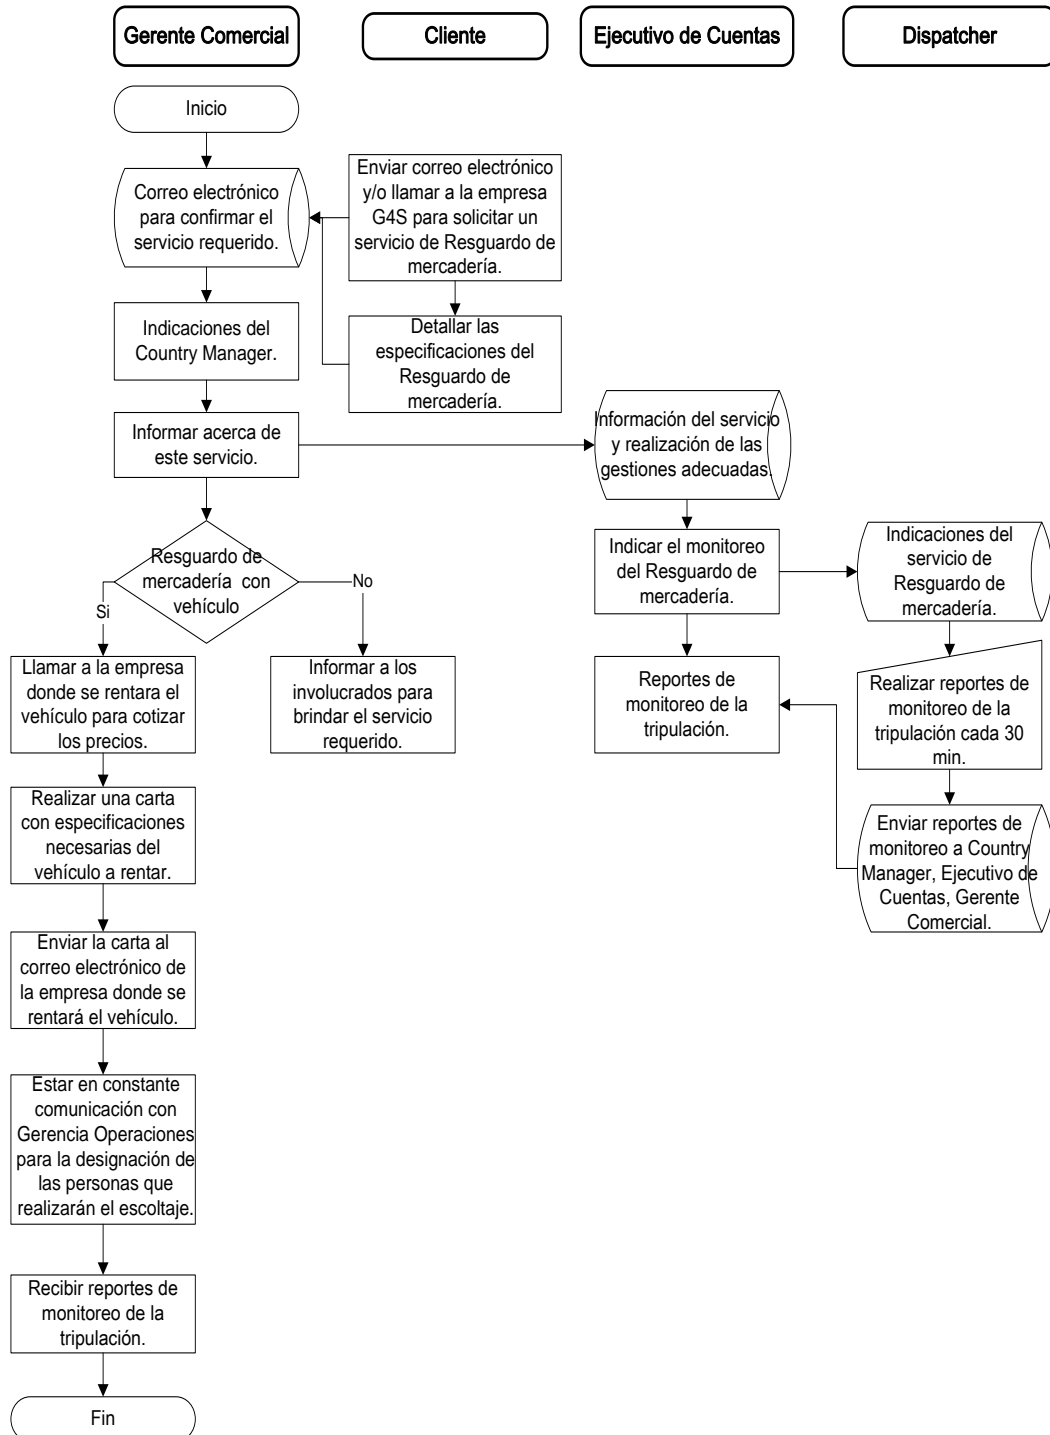 Gerente Comercial
Cliente
Ejecutivo de Cuentas
Dispatcher
Inicio
Correo electrónico
para confirmar el
servicio requerido.
Enviar correo electrónico
y/o llamar a la empresa
G4S para solicitar un
servicio de Resguardo de
mercadería.
Indicaciones del
Country Manager.
Detallar las
especificaciones del
Resguardo de
mercadería.
Informar acerca de
este servicio.
Información del servicio
y realización de las
gestiones adecuadas.
Resguardo de
mercadería con
vehículo
Si
No
Indicar el monitoreo
del Resguardo de
mercadería.
Indicaciones del
servicio de
Resguardo de
mercadería.
Llamar a la empresa
donde se rentara el
vehículo para cotizar
los precios.
Informar a los
involucrados para
brindar el servicio
requerido.
Reportes de
monitoreo de la
tripulación.
Realizar reportes de
monitoreo de la
tripulación cada 30
min.
Realizar una carta
con especificaciones
necesarias del
vehículo a rentar.
Enviar reportes de
monitoreo a Country
Manager, Ejecutivo de
Cuentas, Gerente
Comercial.
Enviar la carta al
correo electrónico de
la empresa donde se
rentará el vehículo.
Estar en constante
comunicación con
Gerencia Operaciones
para la designación de
las personas que
realizarán el escoltaje.
Recibir reportes de
monitoreo de la
tripulación.
Fin